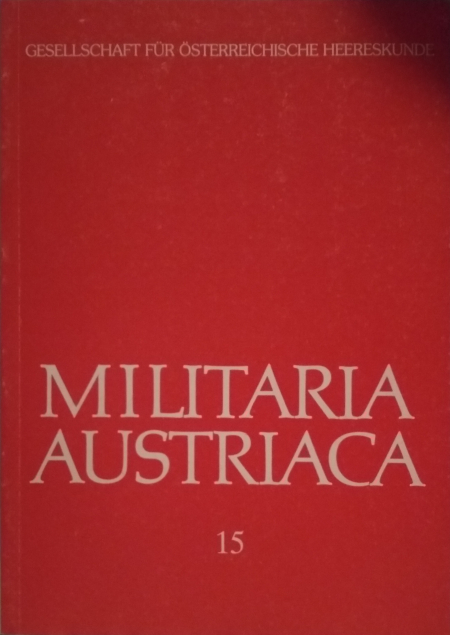 GESELLSCHAFT FÜR ÖSTERREICHISCHE HEERESKUNDE
MILITARIA
AUSTRIACA
15